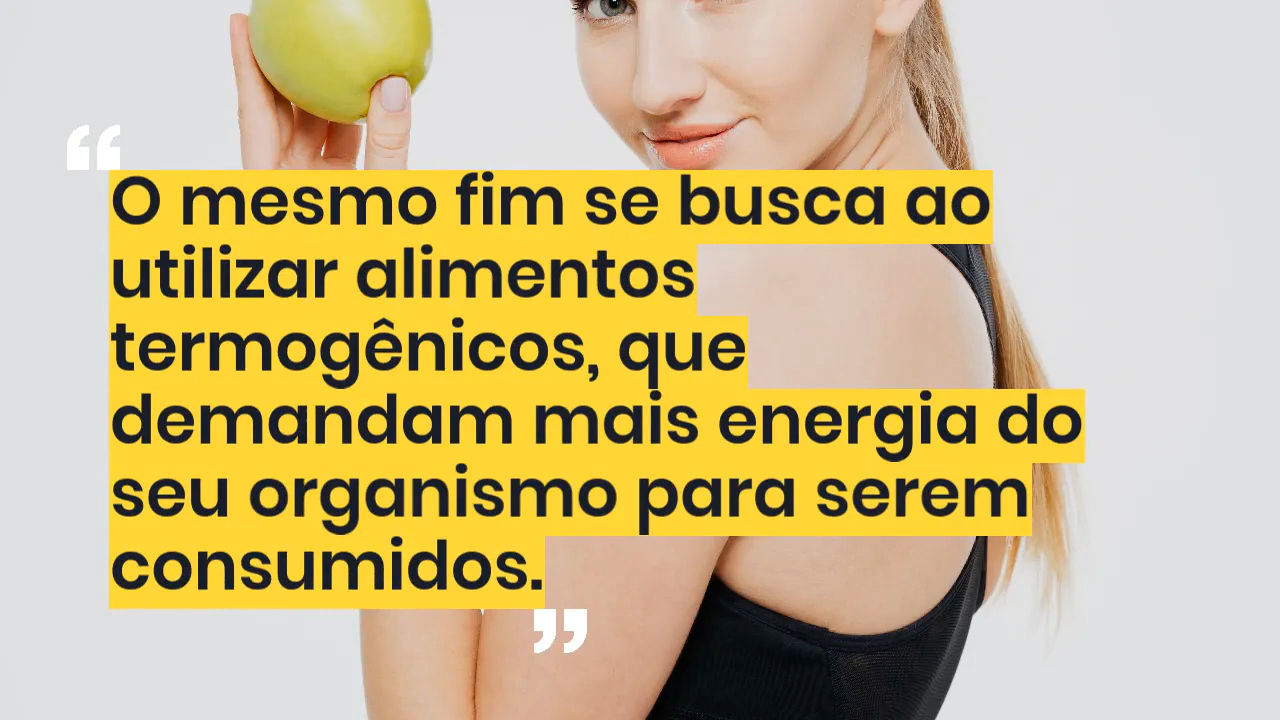 “
O mesmo fim se busca ao
utilizar alimentos
termogênicos, que
demandam mais energia do
seu organismo para serem
consumidos.
”